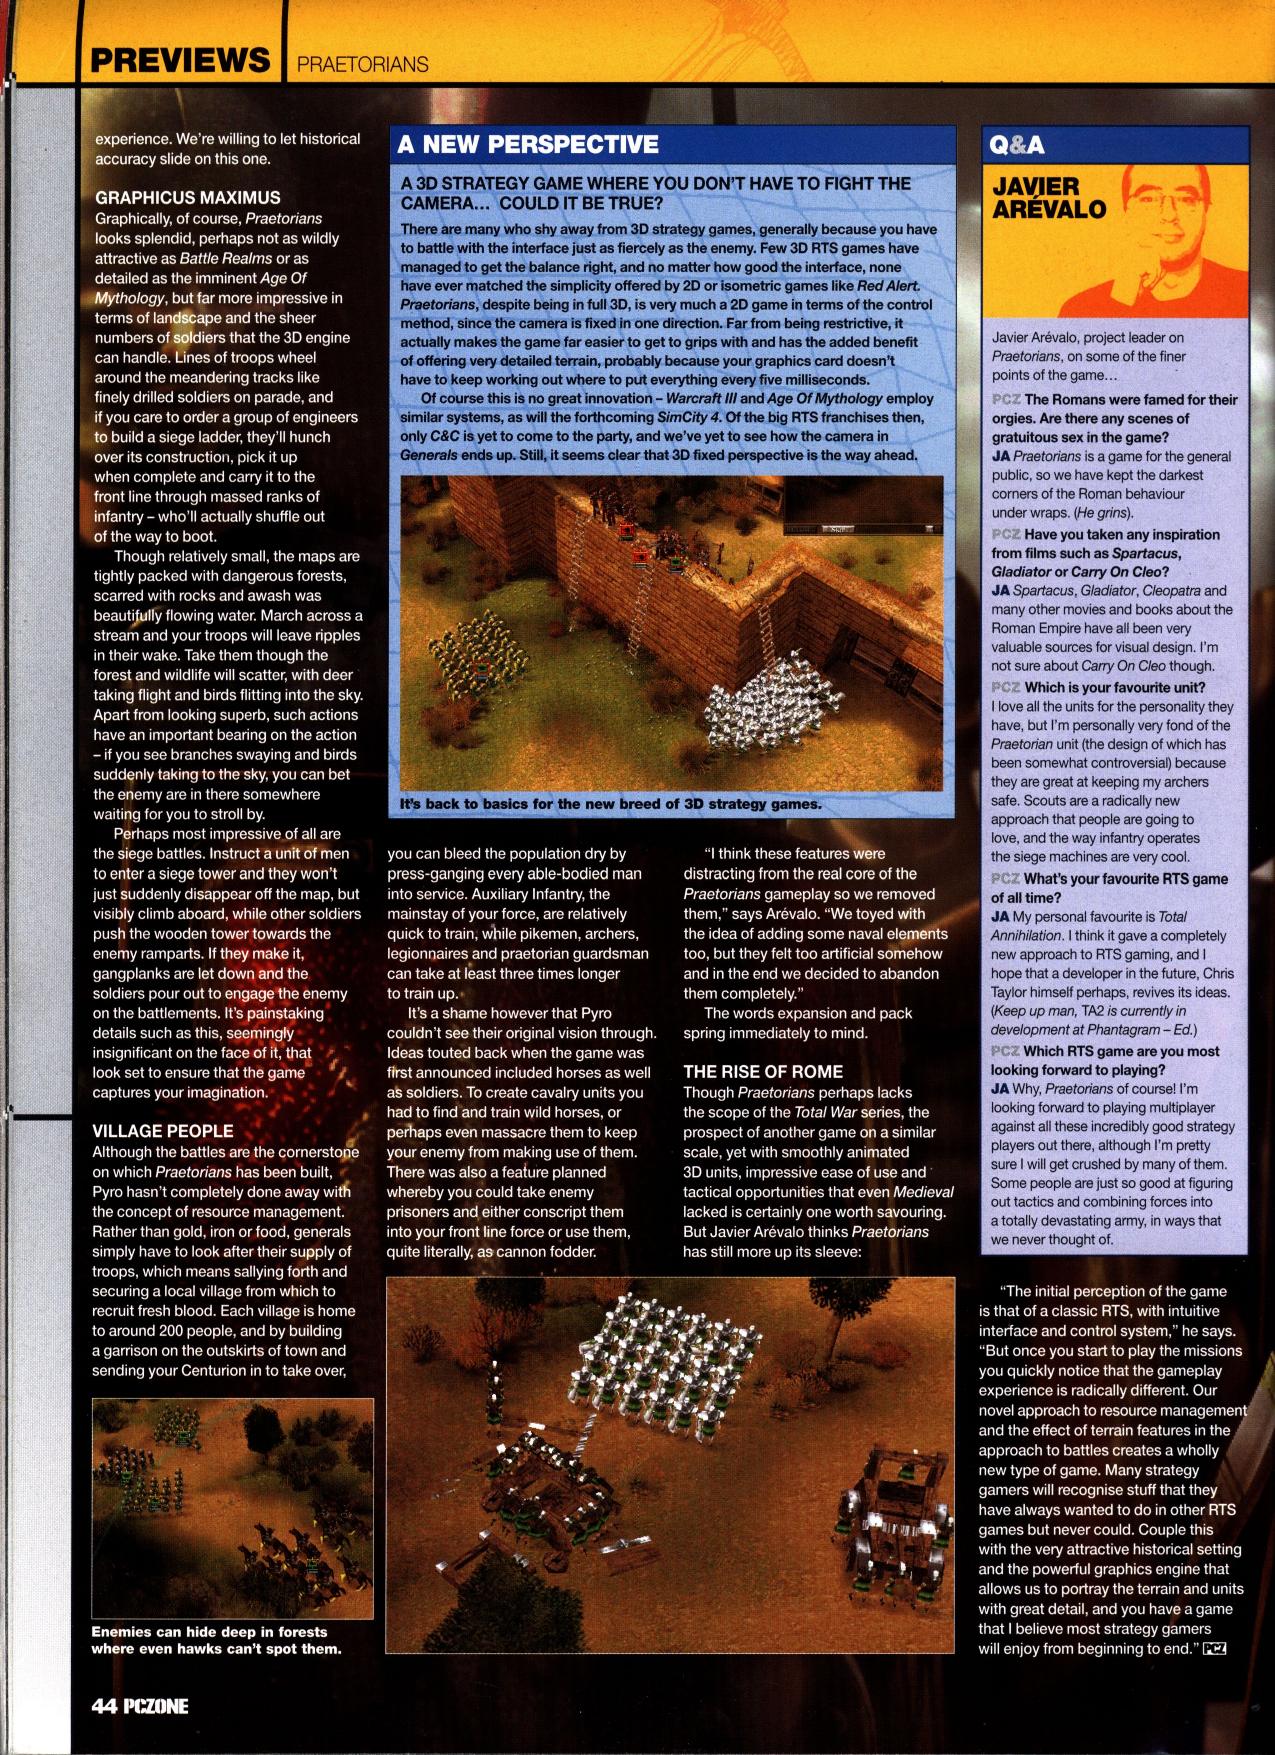 PREVIEWS
PRAETORIANS
experience. We're willing to let historical
accuracy slide on this one.
GRAPHICUS MAXIMUS
Graphically, of course, Praetorians
looks splendid, perhaps not as wildly
attractive as Battle Realms or as
detailed as the imminent Age Of
Mythology, but far more impressive in
terms of landscape and the sheer
numbers of soldiers that the 3D engine
can handle. Lines of troops wheel
around the meandering tracks like
finely drilled soldiers on parade, and
if you care to order a group of engineers
to build a siege ladder, they'll hunch
over its construction, pick it up
when complete and carry it to the
front line through massed ranks of
infantry – who'll actually shuffle out
of the way to boot.
Though relatively small, the maps are
tightly packed with dangerous forests,
scarred with rocks and awash was
beautifully flowing water. March across a
stream and your troops will leave ripples
in their wake. Take them though the
forest and wildlife will scatter, with deer
taking flight and birds flitting into the sky.
Apart from looking superb, such actions
have an important bearing on the action
– if you see branches swaying and birds
suddenly taking to the sky, you can bet
the enemy are in there somewhere
waiting for you to stroll by.
Perhaps most impressive of all are
the siege battles. Instruct a unit of men
to enter a siege tower and they won't
just suddenly disappear off the map, but
visibly climb aboard, while other soldiers
push the wooden tower towards the
enemy ramparts. If they make it,
gangplanks are let down and the
soldiers pour out to engage the enemy
on the battlements. It's painstaking
details such as this, seemingly
insignificant on the face of it, that
look set to ensure that the game
captures your imagination.
VILLAGE PEOPLE
Although the battles are the cornerstone
on which Praetorians has been built,
Pyro hasn't completely done away with
the concept of resource management.
Rather than gold, iron or food, generals
simply have to look after their supply of
troops, which means sallying forth and
securing a local village from which to
recruit fresh blood. Each village is home
to around 200 people, and by building
a garrison on the outskirts of town and
sending your Centurion in to take over,
Enemies can hide deep in forests
where even hawks can't spot them.
A NEW PERSPECTIVE
A 3D STRATEGY GAME WHERE YOU DON'T HAVE TO FIGHT THE
CAMERA... COULD IT BE TRUE?
There are many who shy away from 3D strategy games, generally because you have
to battle with the interface just as fiercely as the enemy. Few 3D RTS games have
managed to get the balance right, and no matter how good the interface, none
have ever matched the simplicity offered by 2D or isometric games like Red Alert.
Praetorians, despite being in full 3D, is very much a 2D game in terms of the control
method, since the camera is fixed in one direction. Far from being restrictive, it
actually makes the game far easier to get to grips with and has the added benefit
of offering very detailed terrain, probably because your graphics card doesn't
have to keep working out where to put everything every five milliseconds.
Of course this is no great innovation – Warcraft III and Age Of Mythology employ
similar systems, as will the forthcoming SimCity 4. Of the big RTS franchises then,
only C&C is yet to come to the party, and we've yet to see how the camera in
Generals ends up. Still, it seems clear that 3D fixed perspective is the way ahead.
It's back to basics for the new breed of 3D strategy games.
you can bleed the population dry by
press-ganging every able-bodied man
into service. Auxiliary Infantry, the
mainstay of your force, are relatively
quick to train, while pikemen, archers,
legionnaires and praetorian guardsman
can take at least three times longer
to train up.
It's a shame however that Pyro
couldn't see their original vision through.
Ideas touted back when the game was
first announced included horses as well
as soldiers. To create cavalry units you
had to find and train wild horses, or
perhaps even massacre them to keep
your enemy from making use of them.
There was also a feature planned
whereby you could take enemy
prisoners and either conscript them
into your front line force or use them,
quite literally, as cannon fodder.
"I think these features were
distracting from the real core of the
Praetorians gameplay so we removed
them," says Arévalo. "We toyed with
the idea of adding some naval elements
too, but they felt too artificial somehow
and in the end we decided to abandon
them completely."
The words expansion and pack
spring immediately to mind.
THE RISE OF ROME
Though Praetorians perhaps lacks
the scope of the Total War series, the
prospect of another game on a similar
scale, yet with smoothly animated
3D units, impressive ease of use and
tactical opportunities that even Medieval
lacked is certainly one worth savouring.
But Javier Arévalo thinks Praetorians
has still more up its sleeve:
Q&A
JAVIER
ARÉVALO
Javier Arévalo, project leader on
Praetorians, on some of the finer
points of the game...
PCZ The Romans were famed for their
orgies. Are there any scenes of
gratuitous sex in the game?
JA Praetorians is a game for the general
public, so we have kept the darkest
corners of the Roman behaviour
under wraps. (He grins).
PCZ Have you taken any inspiration
from films such as Spartacus,
Gladiator or Carry On Cleo?
JA Spartacus, Gladiator, Cleopatra and
many other movies and books about the
Roman Empire have all been very
valuable sources for visual design. I'm
not sure about Carry On Cleo though.
PCZ Which is your favourite unit?
I love all the units for the personality they
have, but I'm personally very fond of the
Praetorian unit (the design of which has
been somewhat controversial) because
they are great at keeping my archers
safe. Scouts are a radically new
approach that people are going to
love, and the way infantry operates
the siege machines are very cool.
PCZ What's your favourite RTS game
of all time?
JA My personal favourite is Total
Annihilation. I think it gave a completely
new approach to RTS gaming, and I
hope that a developer in the future, Chris
Taylor himself perhaps, revives its ideas.
(Keep up man, TA2 is currently in
development at Phantagram – Ed.)
PCZ Which RTS game are you most
looking forward to playing?
JA Why, Praetorians of course! I'm
looking forward to playing multiplayer
against all these incredibly good strategy
players out there, although I'm pretty
sure I will get crushed by many of them.
Some people are just so good at figuring
out tactics and combining forces into
a totally devastating army, in ways that
we never thought of.
"The initial perception of the game
is that of a classic RTS, with intuitive
interface and control system," he says.
"But once you start to play the missions
you quickly notice that the gameplay
experience is radically different. Our
novel approach to resource management
and the effect of terrain features in the
approach to battles creates a wholly
new type of game. Many strategy
gamers will recognise stuff that they
have always wanted to do in other RTS
games but never could. Couple this
with the very attractive historical setting
and the powerful graphics engine that
allows us to portray the terrain and units
with great detail, and you have a game
that I believe most strategy gamers
will enjoy from beginning to end." PCZ
44 PCZONE